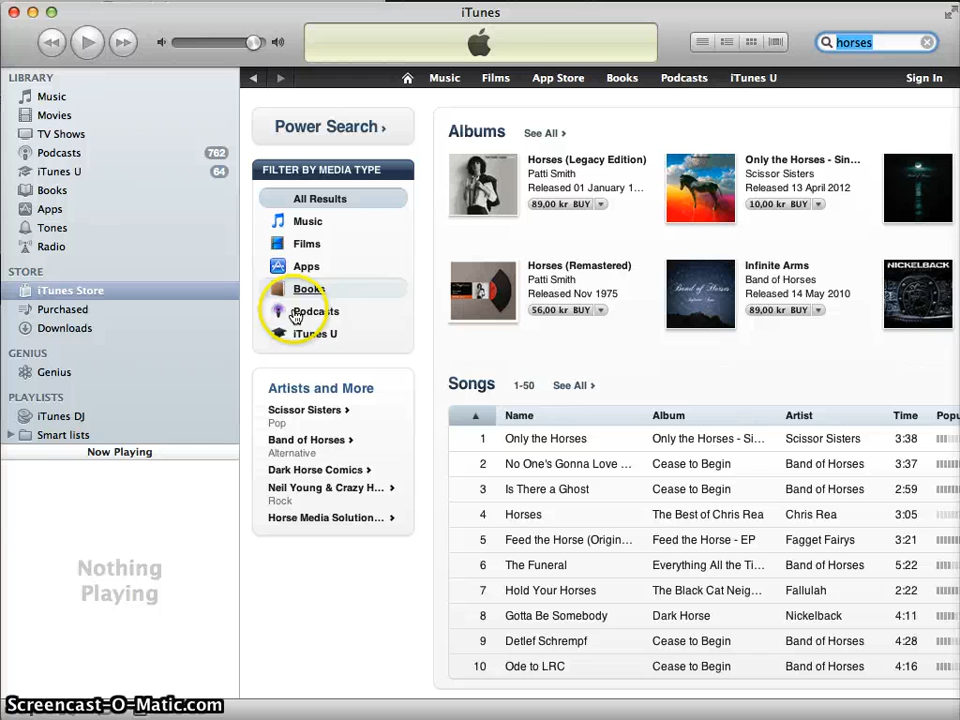 iTunes
horses
LIBRARY
Music
Movies
TV Shows
Podcasts 762
iTunes U 64
Books
Apps
Tones
Radio
STORE
iTunes Store
Purchased
Downloads
GENIUS
Genius
PLAYLISTS
iTunes DJ
Smart lists
Now Playing
Nothing
Playing
Music Films App Store Books Podcasts iTunes U Sign In
Power Search ›
FILTER BY MEDIA TYPE
All Results
Music
Films
Apps
Books
Podcasts
iTunes U
Artists and More
Scissor Sisters ›
Pop
Band of Horses ›
Alternative
Dark Horse Comics ›
Neil Young & Crazy H... ›
Rock
Horse Media Solution... ›
Albums See All ›
Horses (Legacy Edition)
Patti Smith
Released 01 January 1...
89,00 kr BUY
Only the Horses - Sin...
Scissor Sisters
Released 13 April 2012
10,00 kr BUY
Horses (Remastered)
Patti Smith
Released Nov 1975
56,00 kr BUY
Infinite Arms
Band of Horses
Released 14 May 2010
89,00 kr BUY
NICKELBACK
Songs 1-50 See All ›
Name Album Artist Time Popu
1 Only the Horses Only the Horses - Si... Scissor Sisters 3:38
2 No One's Gonna Love ... Cease to Begin Band of Horses 3:37
3 Is There a Ghost Cease to Begin Band of Horses 2:59
4 Horses The Best of Chris Rea Chris Rea 3:05
5 Feed the Horse (Origin... Feed the Horse - EP Fagget Fairys 3:21
6 The Funeral Everything All the Ti... Band of Horses 5:22
7 Hold Your Horses The Black Cat Neig... Fallulah 2:22
8 Gotta Be Somebody Dark Horse Nickelback 4:11
9 Detlef Schrempf Cease to Begin Band of Horses 4:28
10 Ode to LRC Cease to Begin Band of Horses 4:16
Screencast-O-Matic.com